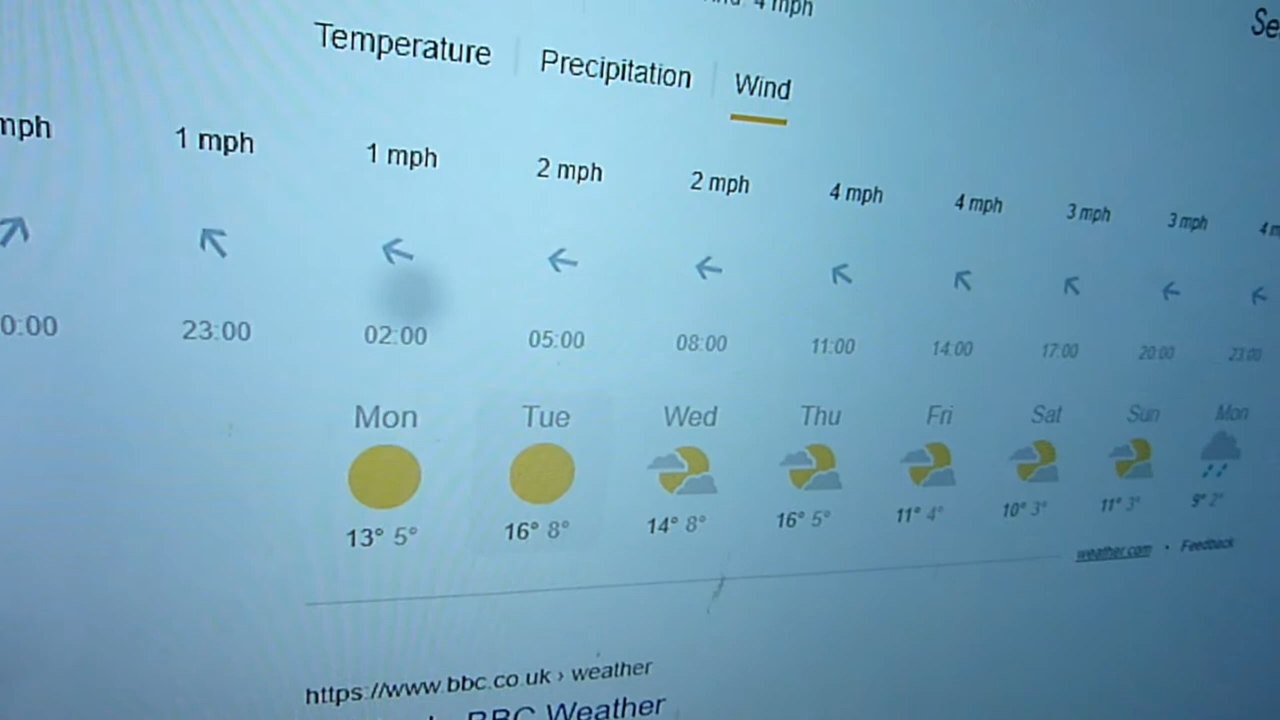 4 mph
Se
Temperature Precipitation Wind
mph 1 mph 1 mph 2 mph 2 mph 4 mph 4 mph 3 mph 3 mph 4 m
0:00 23:00 02:00 05:00 08:00 11:00 14:00 17:00 20:00 23:00
Mon Tue Wed Thu Fri Sat Sun Mon
13° 5° 16° 8° 14° 8° 16° 5° 11° 4° 10° 3° 11° 3° 9° 2°
weather.com • Feedback
https://www.bbc.co.uk › weather
BBC Weather